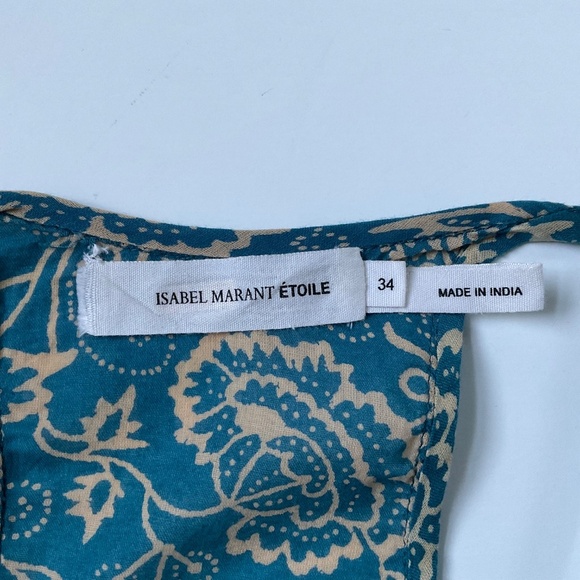 ISABEL MARANT ÉTOILE
34
MADE IN INDIA